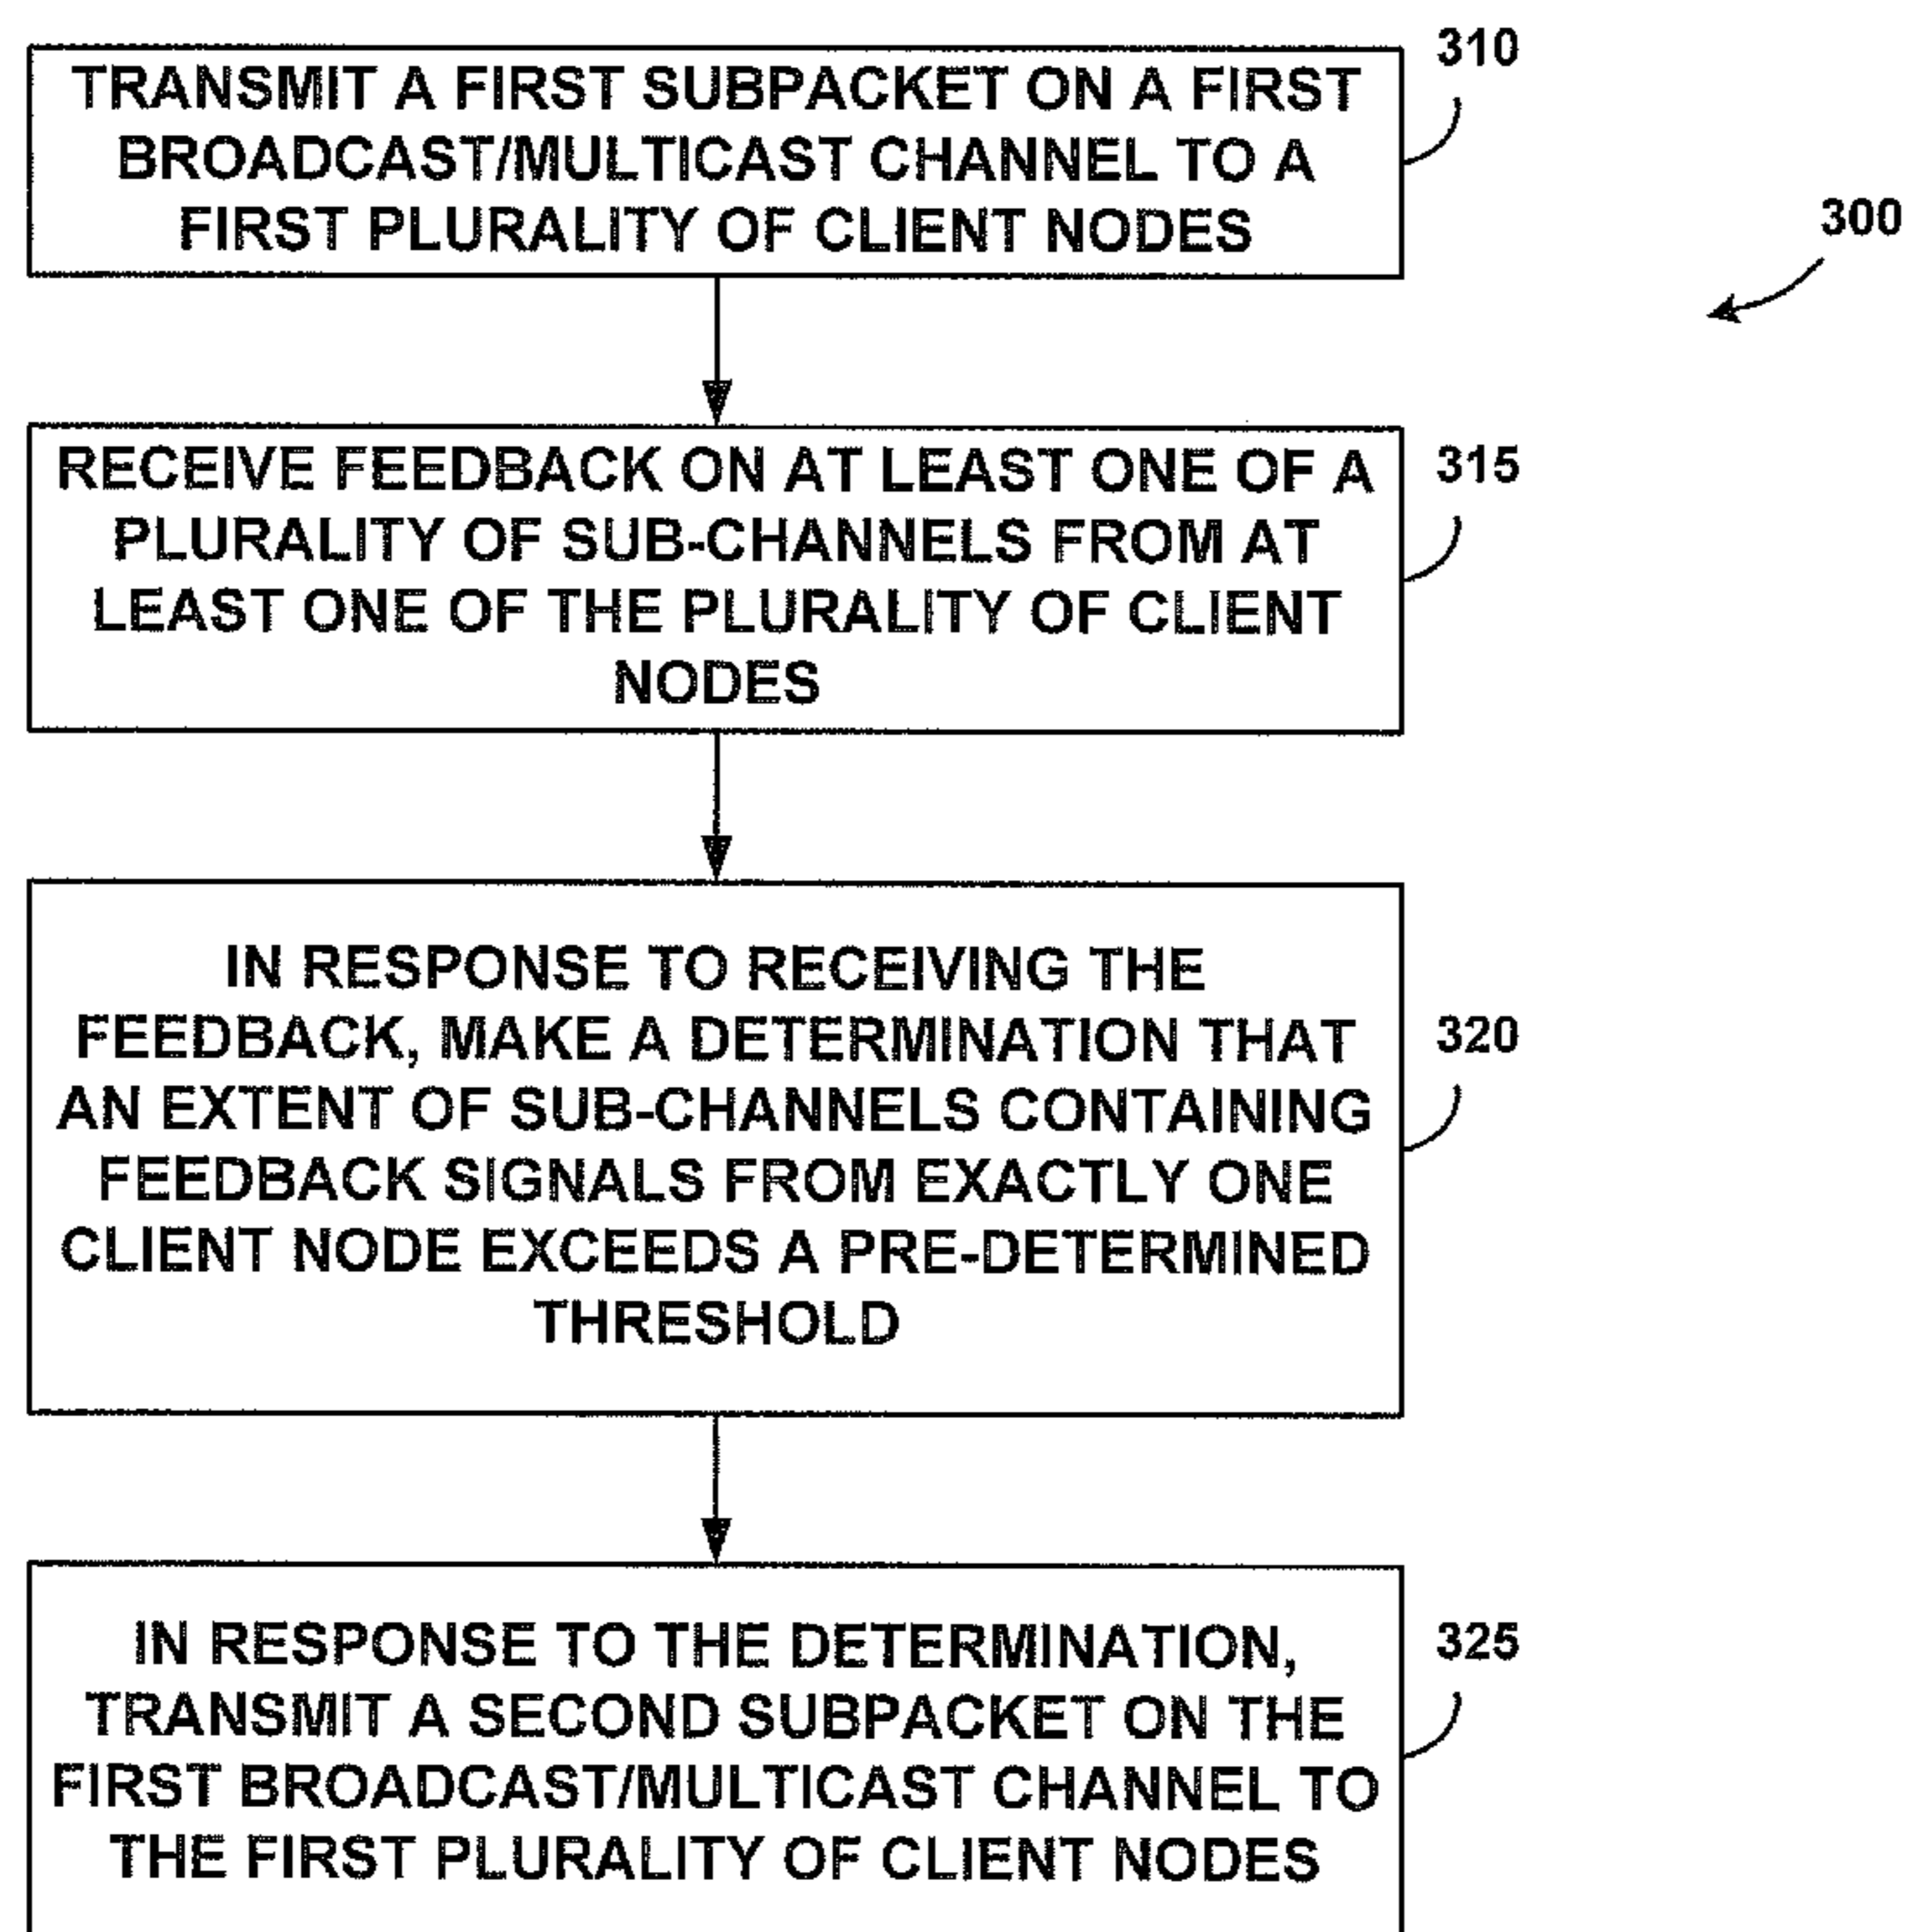 310
TRANSMIT A FIRST SUBPACKET ON A FIRST
BROADCAST/MULTICAST CHANNEL TO A
FIRST PLURALITY OF CLIENT NODES
300
RECEIVE FEEDBACK ON AT LEAST ONE OF A
PLURALITY OF SUB-CHANNELS FROM AT
LEAST ONE OF THE PLURALITY OF CLIENT
NODES
315
IN RESPONSE TO RECEIVING THE
FEEDBACK, MAKE A DETERMINATION THAT
AN EXTENT OF SUB-CHANNELS CONTAINING
FEEDBACK SIGNALS FROM EXACTLY ONE
CLIENT NODE EXCEEDS A PRE-DETERMINED
THRESHOLD
320
IN RESPONSE TO THE DETERMINATION,
TRANSMIT A SECOND SUBPACKET ON THE
FIRST BROADCAST/MULTICAST CHANNEL TO
THE FIRST PLURALITY OF CLIENT NODES
325